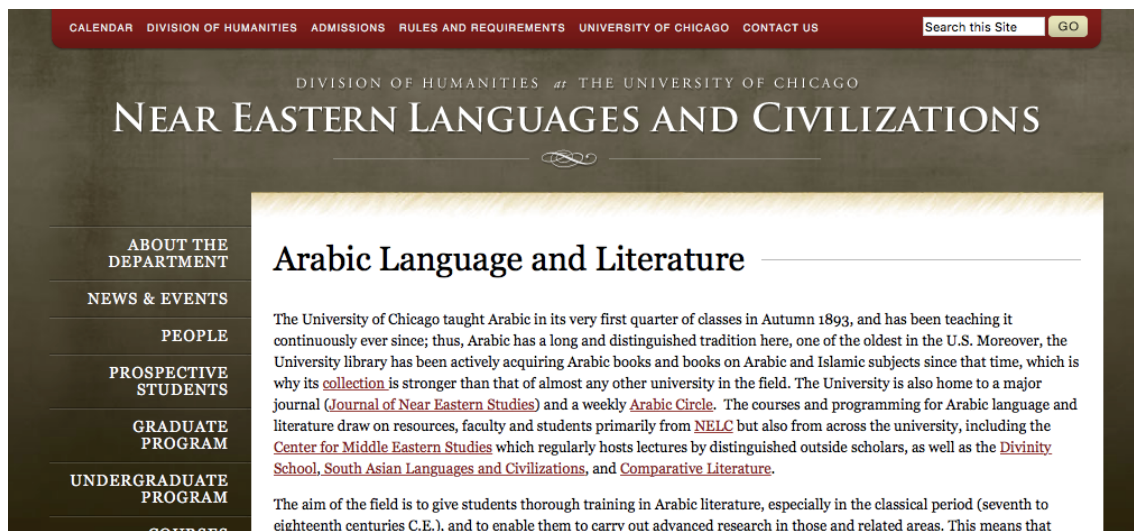 CALENDAR DIVISION OF HUMANITIES ADMISSIONS RULES AND REQUIREMENTS UNIVERSITY OF CHICAGO CONTACT US Search this Site GO
DIVISION OF HUMANITIES at THE UNIVERSITY OF CHICAGO
NEAR EASTERN LANGUAGES AND CIVILIZATIONS
ABOUT THE
DEPARTMENT
NEWS & EVENTS
PEOPLE
PROSPECTIVE
STUDENTS
GRADUATE
PROGRAM
UNDERGRADUATE
PROGRAM
COURSES
Arabic Language and Literature
The University of Chicago taught Arabic in its very first quarter of classes in Autumn 1893, and has been teaching it
continuously ever since; thus, Arabic has a long and distinguished tradition here, one of the oldest in the U.S. Moreover, the
University library has been actively acquiring Arabic books and books on Arabic and Islamic subjects since that time, which is
why its collection is stronger than that of almost any other university in the field. The University is also home to a major
journal (Journal of Near Eastern Studies) and a weekly Arabic Circle. The courses and programming for Arabic language and
literature draw on resources, faculty and students primarily from NELC but also from across the university, including the
Center for Middle Eastern Studies which regularly hosts lectures by distinguished outside scholars, as well as the Divinity
School, South Asian Languages and Civilizations, and Comparative Literature.
The aim of the field is to give students thorough training in Arabic literature, especially in the classical period (seventh to
eighteenth centuries C.E.), and to enable them to carry out advanced research in those and related areas. This means that